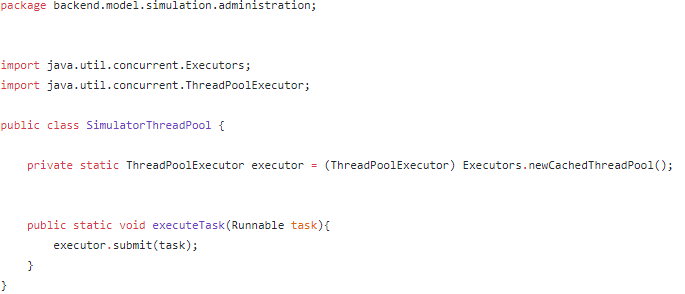 package backend.model.simulation.administration;
import java.util.concurrent.Executors;
import java.util.concurrent.ThreadPoolExecutor;
public class SimulatorThreadPool {
private static ThreadPoolExecutor executor = (ThreadPoolExecutor) Executors.newCachedThreadPool();
public static void executeTask(Runnable task){
executor.submit(task);
}
}